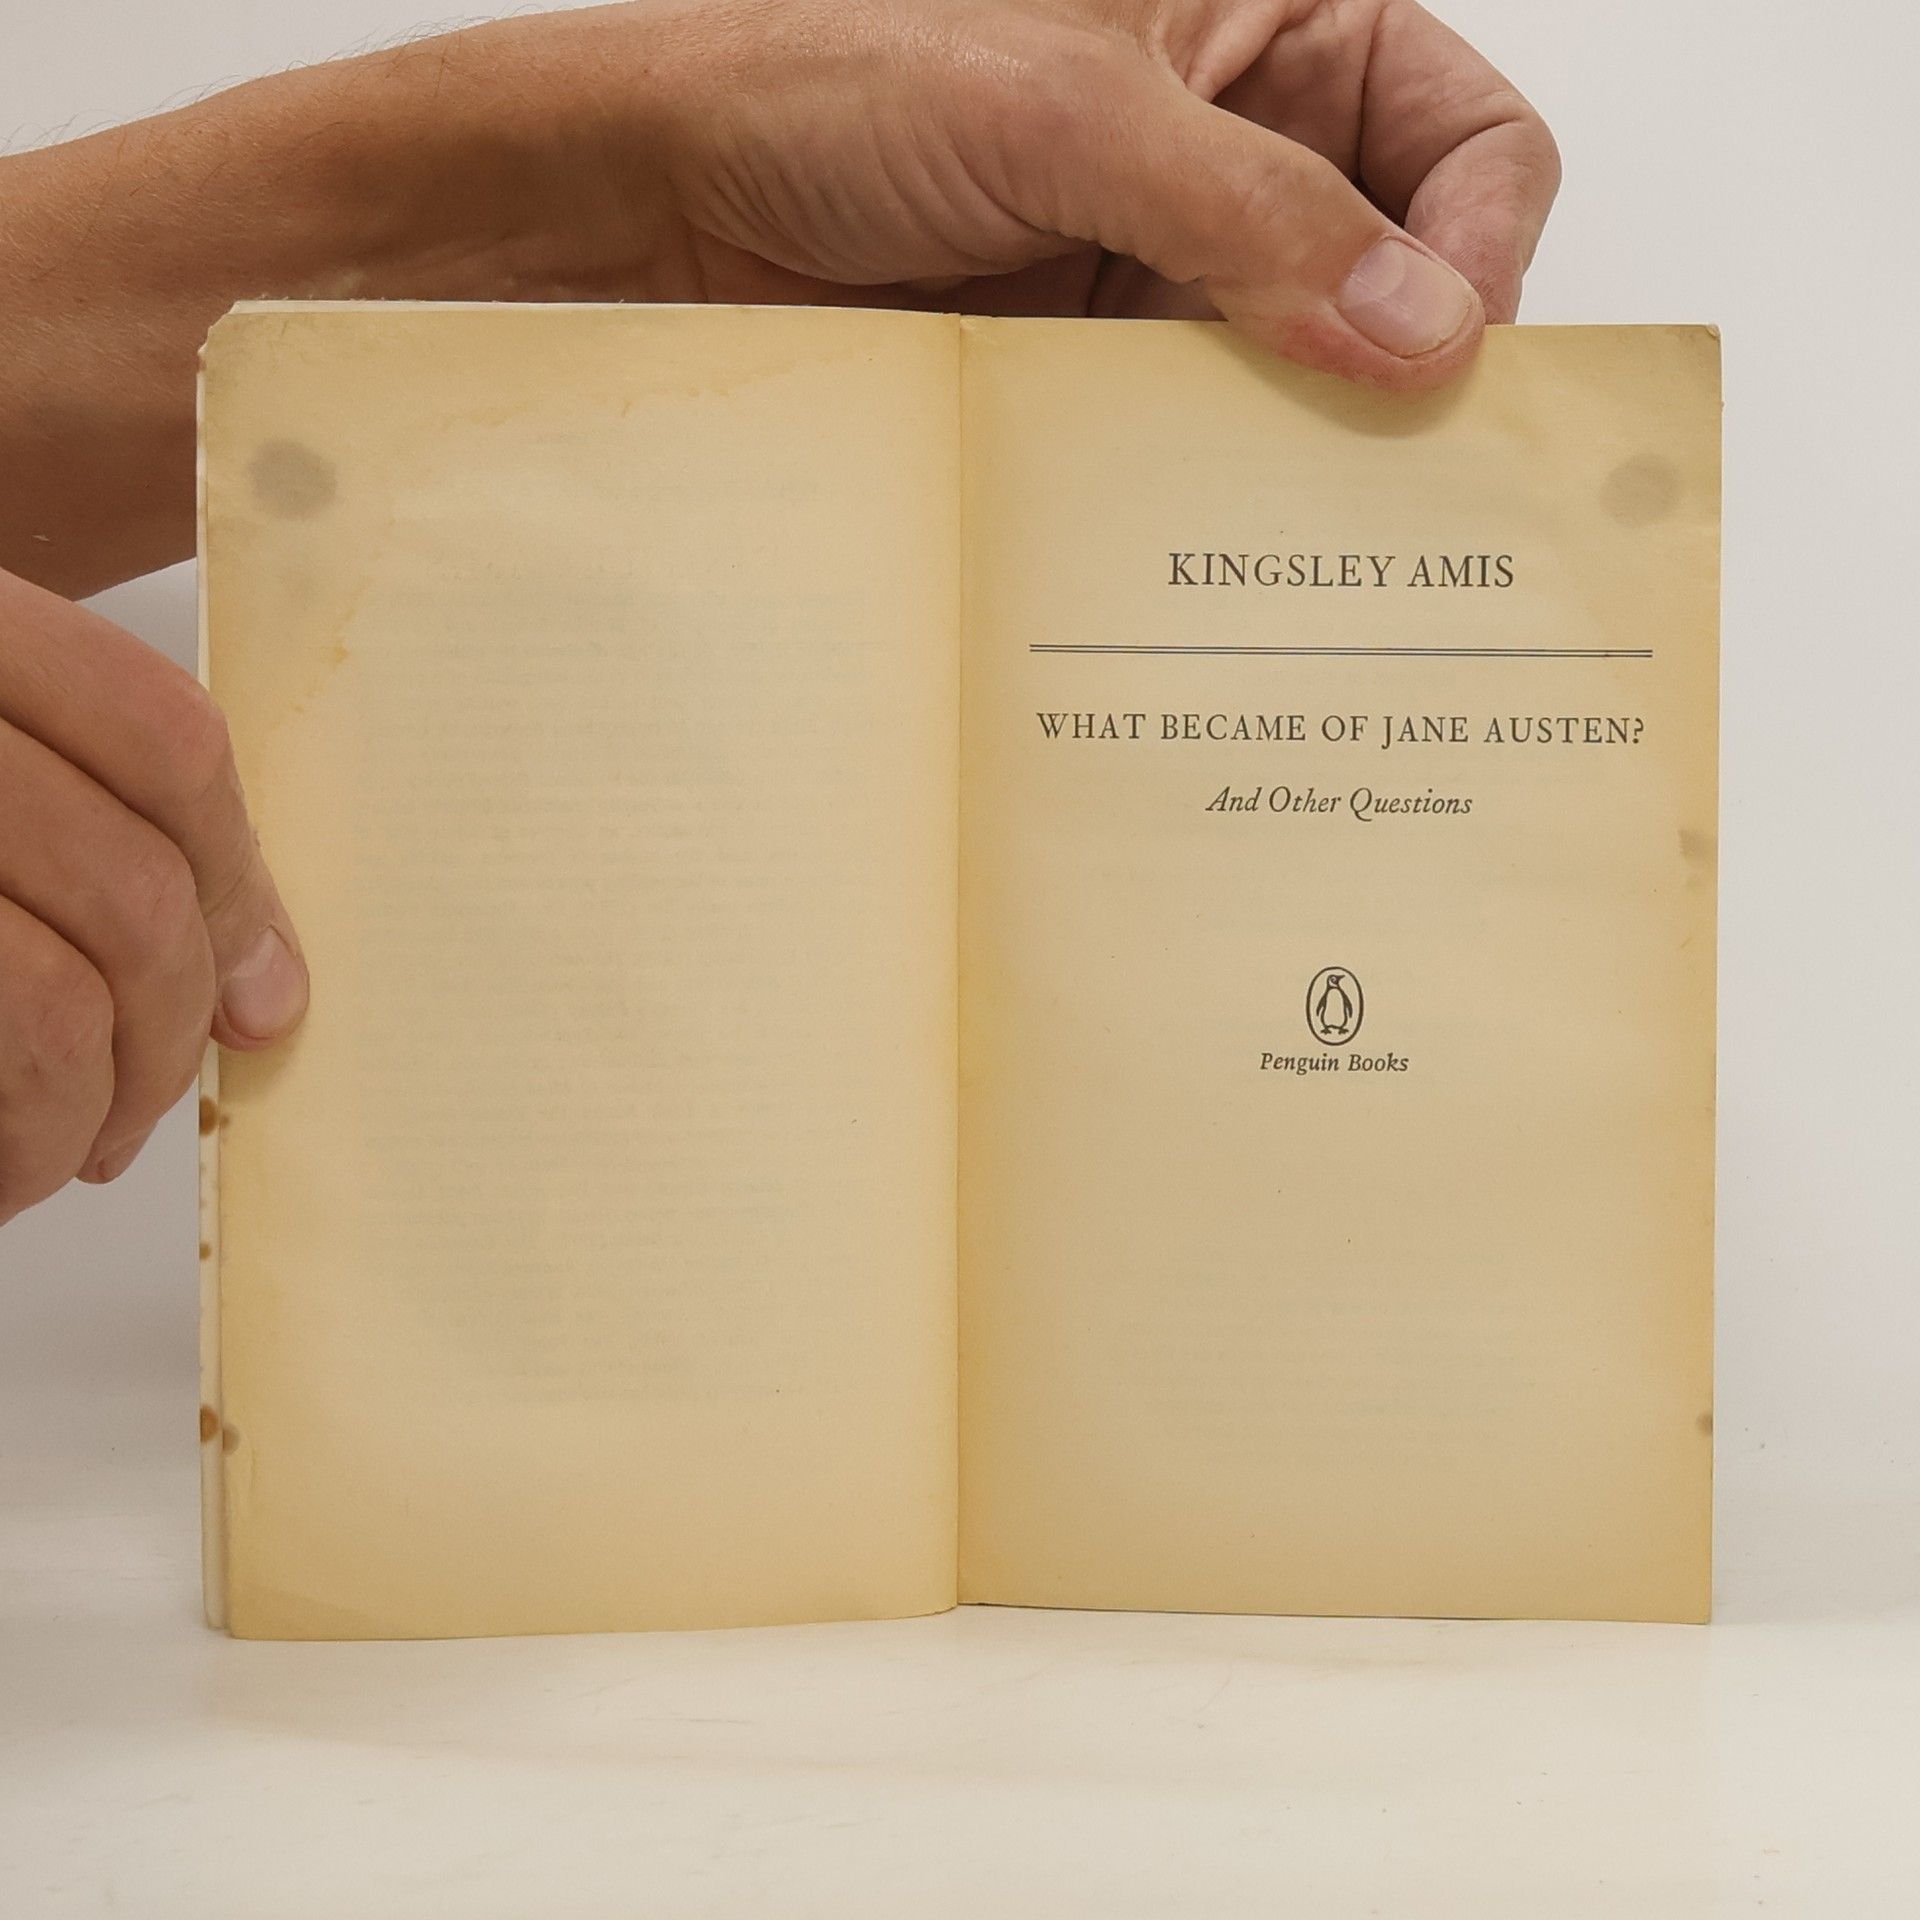 KINGSLEY AMIS
WHAT BECAME OF JANE AUSTEN?
And Other Questions
Penguin Books